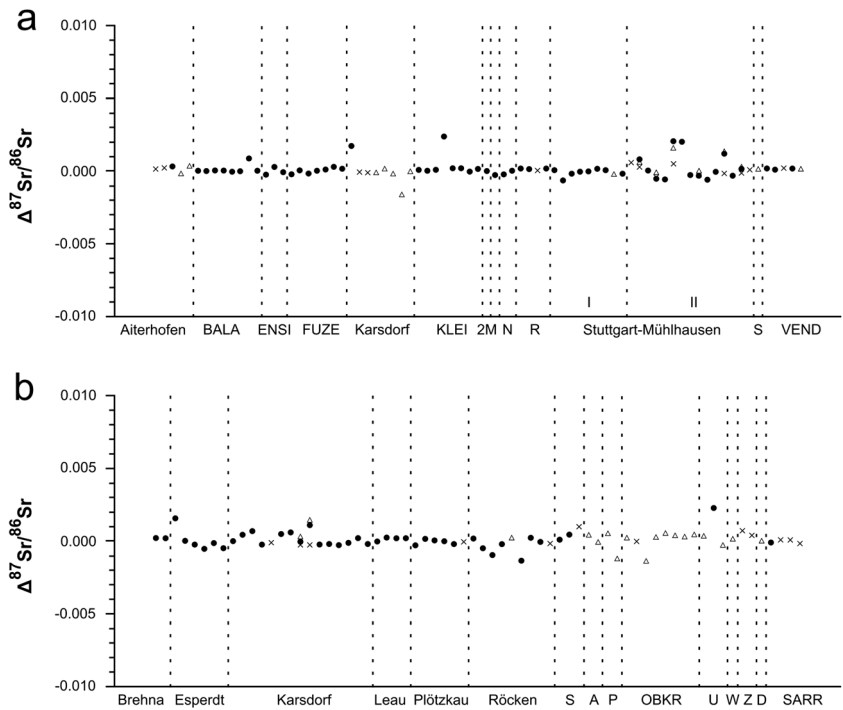 a
0.010
0.005
0.000
-0.005
-0.010
Δ87Sr/86Sr
I II
Aiterhofen BALA ENSI FUZE Karsdorf KLEI 2M N R Stuttgart-Mühlhausen S VEND
b
0.010
0.005
0.000
-0.005
-0.010
Δ87Sr/86Sr
Brehna Esperdt Karsdorf Leau Plötzkau Röcken S A P OBKR U W Z D SARR